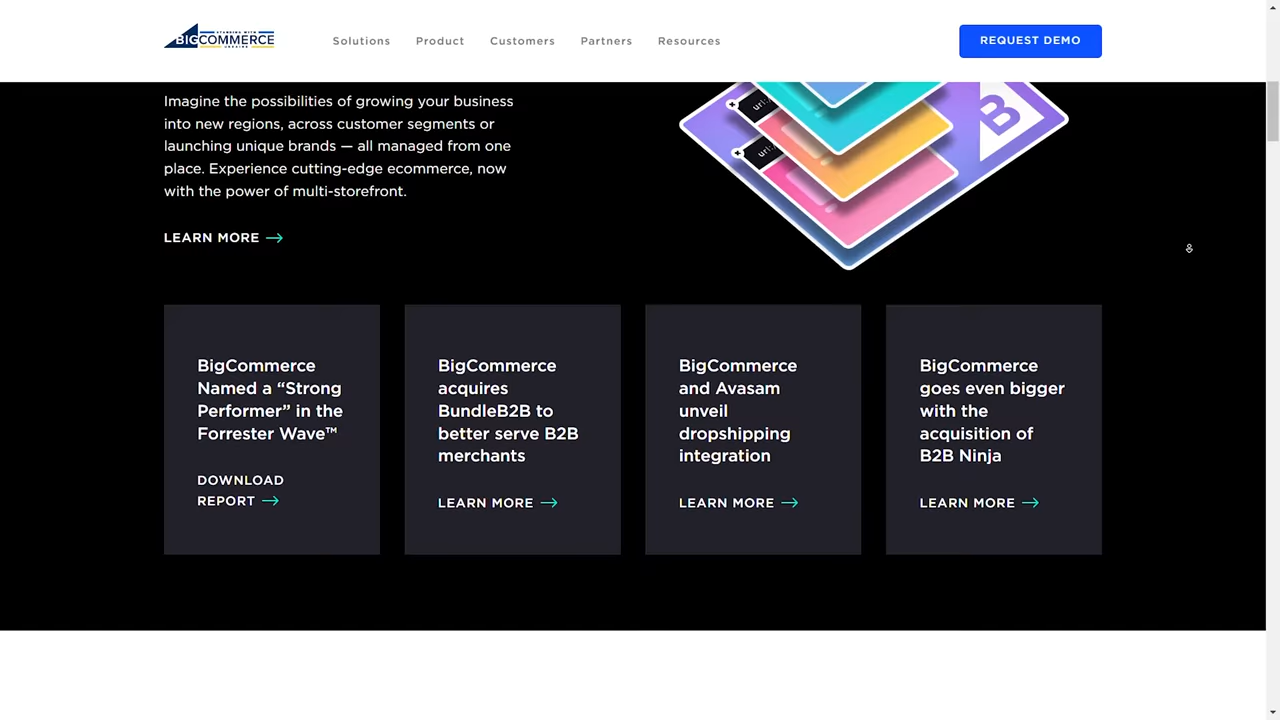 STANDING WITH
BIGCOMMERCE
UKRAINE
Solutions
Product
Customers
Partners
Resources
REQUEST DEMO
Imagine the possibilities of growing your business
into new regions, across customer segments or
launching unique brands — all managed from one
place. Experience cutting-edge ecommerce, now
with the power of multi-storefront.
LEARN MORE
B
BigCommerce
Named a “Strong
Performer” in the
Forrester Wave™
DOWNLOAD
REPORT
BigCommerce
acquires
BundleB2B to
better serve B2B
merchants
LEARN MORE
BigCommerce
and Avasam
unveil
dropshipping
integration
LEARN MORE
BigCommerce
goes even bigger
with the
acquisition of
B2B Ninja
LEARN MORE